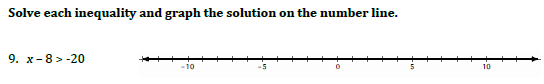 Solve each inequality and graph the solution on the number line.
9. x – 8 > -20
-10 -5 0 5 10